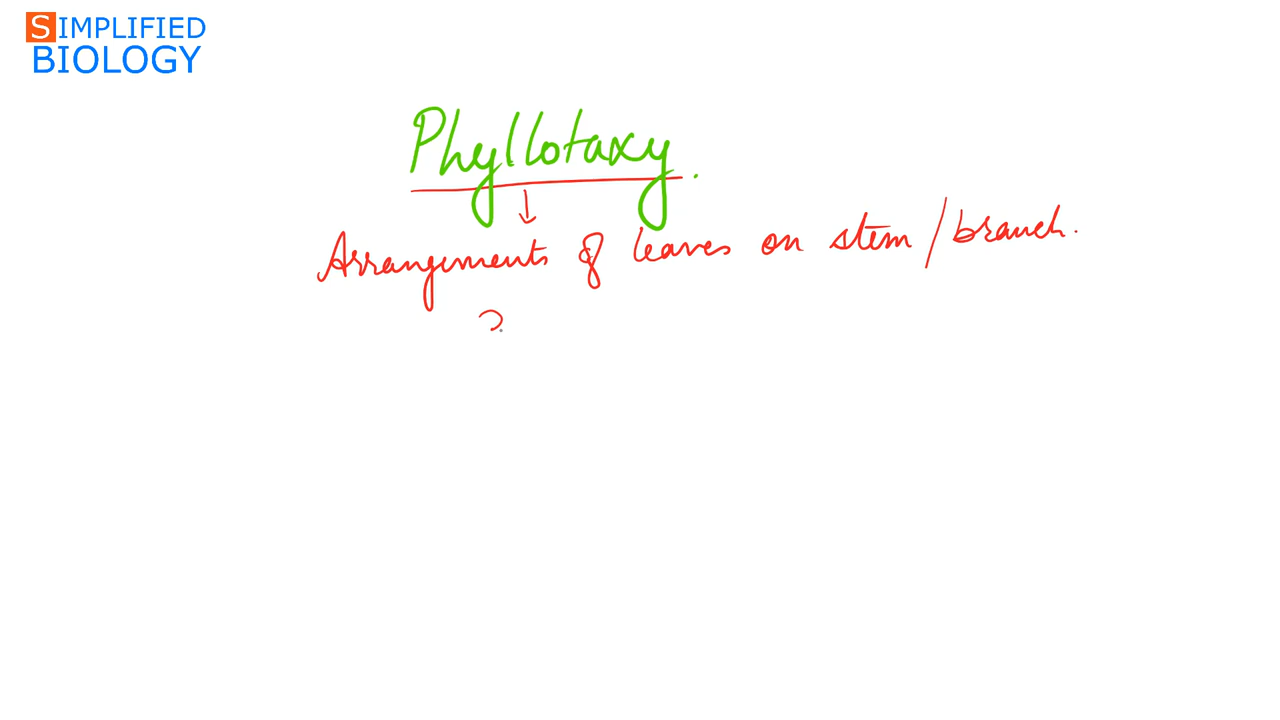 SIMPLIFIED
BIOLOGY
Phyllotaxy.
Arrangements of leaves on stem/branch.